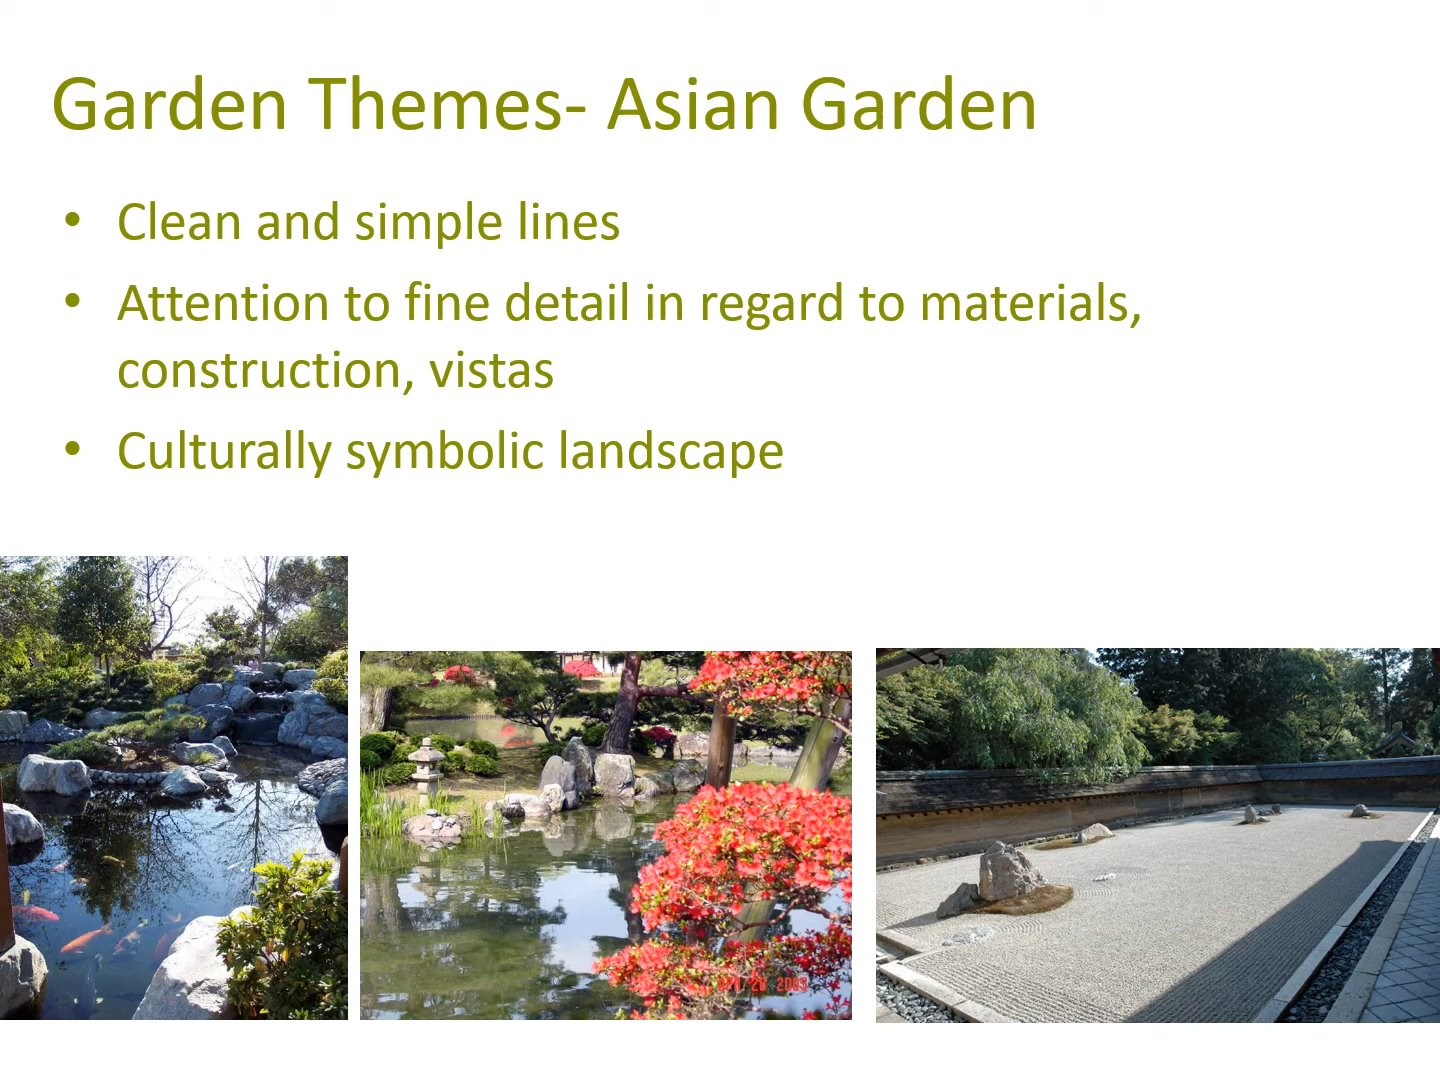 Garden Themes- Asian Garden
• Clean and simple lines
• Attention to fine detail in regard to materials,
construction, vistas
• Culturally symbolic landscape